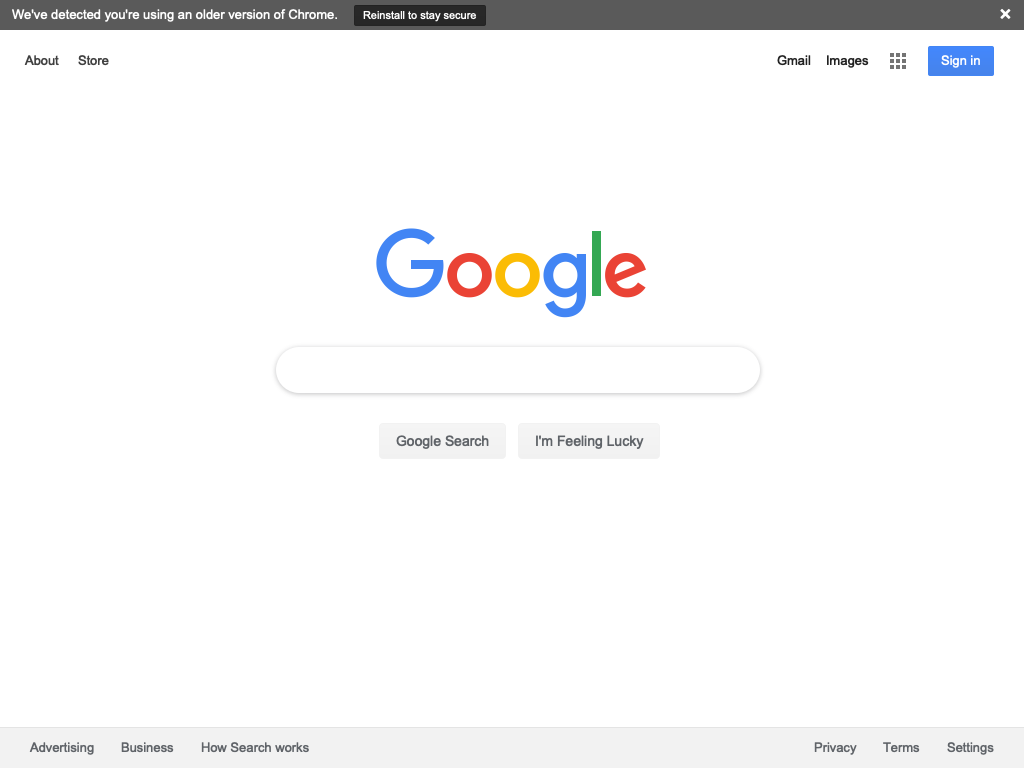 We've detected you're using an older version of Chrome. Reinstall to stay secure ×
About Store Gmail Images Sign in
Google
Google Search I'm Feeling Lucky
Advertising Business How Search works Privacy Terms Settings